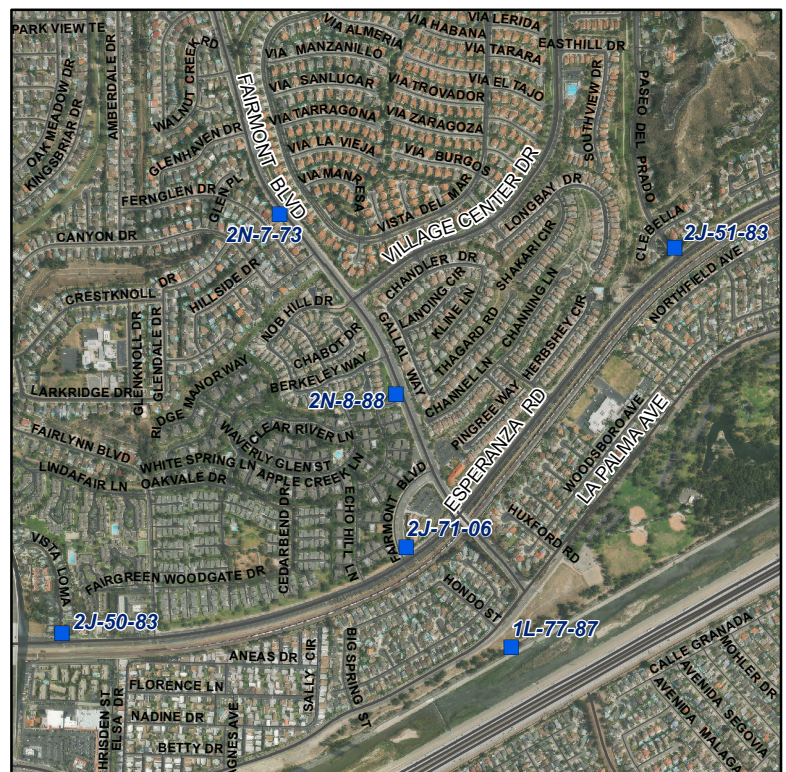 PARK VIEW TE
AMBERDALE DR
WALNUT CREEK RD
OAK MEADOW DR
KINGSBRIAR DR
FAIRMONT BLVD
VIA LERIDA
VIA HABANA
VIA ALMERIA
VIA TARARA
VIA MANZANILLO
VIA SANLUCAR
VIA TROVADOR
VIA EL TAJO
VIA TARRAGONA
VIA ZARAGOZA
VIA LA VIEJA
VIA BURGOS
VIA MANRESA
VISTA DEL MAR
EASTHILL DR
SOUTHVIEW DR
PASEO DEL PRADO
VILLAGE CENTER DR
LONGBAY DR
GLENHAVEN DR
FERNGLEN DR
GLEN PL
2N-7-73
CANYON DR
CRESTKNOLL DR
HILLSIDE DR
CLEBELLA
2J-51-83
NORTHFIELD AVE
CHANDLER DR
LANDING CIR
KLINE LN
SHAKARI CIR
THAGARD RD
CHANNING LN
HERBSHEY CIR
GALLAL WAY
NOB HILL DR
CHABOT DR
BERKELEY WAY
GLENKNOLL DR
GLENDALE DR
LARKRIDGE DR
RIDGE MANOR WAY
2N-8-88
CHANNEL LN
PINGREE WAY
ESPERANZA RD
WOODSBORO AVE
LA PALMA AVE
FAIRLYNN BLVD
CLEAR RIVER LN
WAVERLY GLEN ST
WHITE SPRING LN
APPLE CREEK LN
LINDAFAIR LN
OAKVALE DR
CEDARBEND DR
ECHO HILL LN
FAIRMONT BLVD
2J-71-06
HUXFORD RD
VISTA LOMA
FAIRGREEN
WOODGATE DR
HONDO ST
2J-50-83
1L-77-87
ANEAS DR
SALLY CIR
BIG SPRING ST
FLORENCE LN
NADINE DR
BETTY DR
HRISDEN ST
ELSA DR
AGNES AVE
CALLE GRANADA
MOHLER DR
AVENIDA SEGOVIA
AVENIDA MALAGA